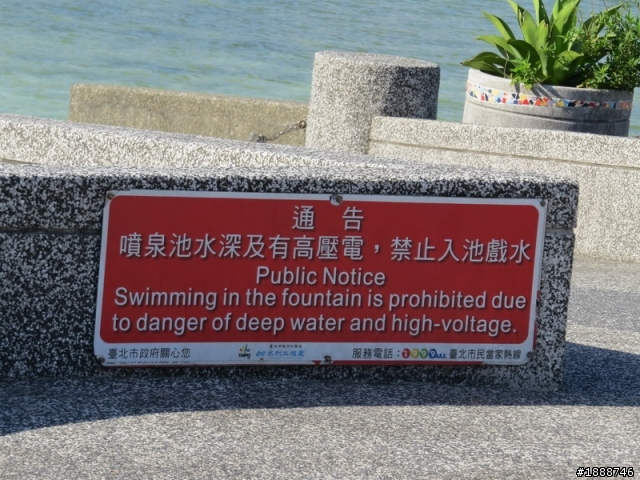 通 告
噴泉池水深及有高壓電，禁止入池戲水
Public Notice
Swimming in the fountain is prohibited due
to danger of deep water and high-voltage.
臺北市政府關心您
服務電話：1999 臺北市民當家熱線
#1888746